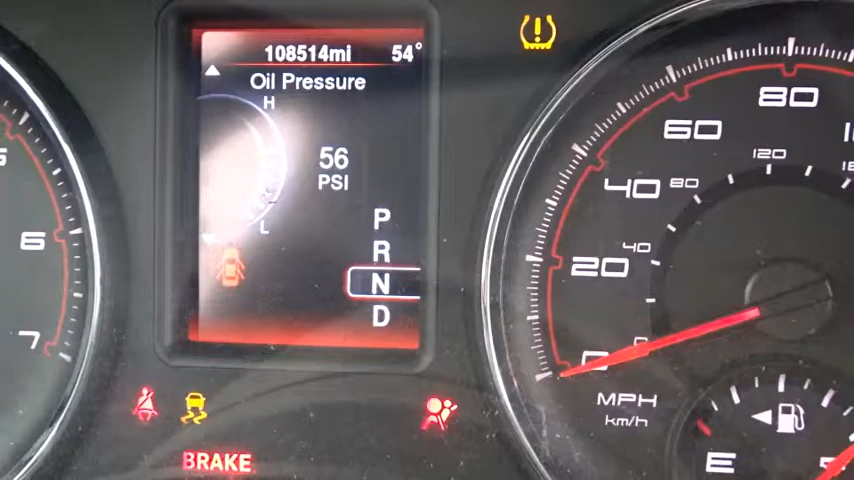 108514mi 54°
Oil Pressure
H
56
PSI
L
P
R
N
D
6
7
BRAKE
80
60
120
40 80
20 40
0 0
MPH
km/h
E